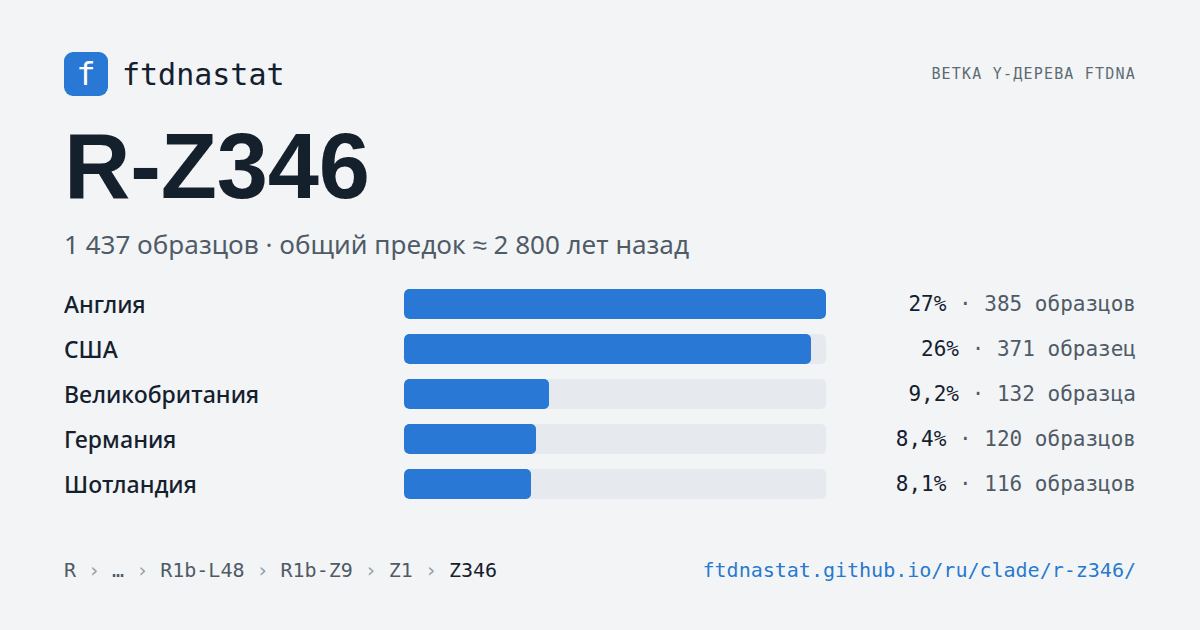 f ftdnastat
ВЕТКА Y-ДЕРЕВА FTDNA
R-Z346
1 437 образцов · общий предок ≈ 2 800 лет назад
Англия 27% · 385 образцов
США 26% · 371 образец
Великобритания 9,2% · 132 образца
Германия 8,4% · 120 образцов
Шотландия 8,1% · 116 образцов
R › … › R1b-L48 › R1b-Z9 › Z1 › Z346
ftdnastat.github.io/ru/clade/r-z346/